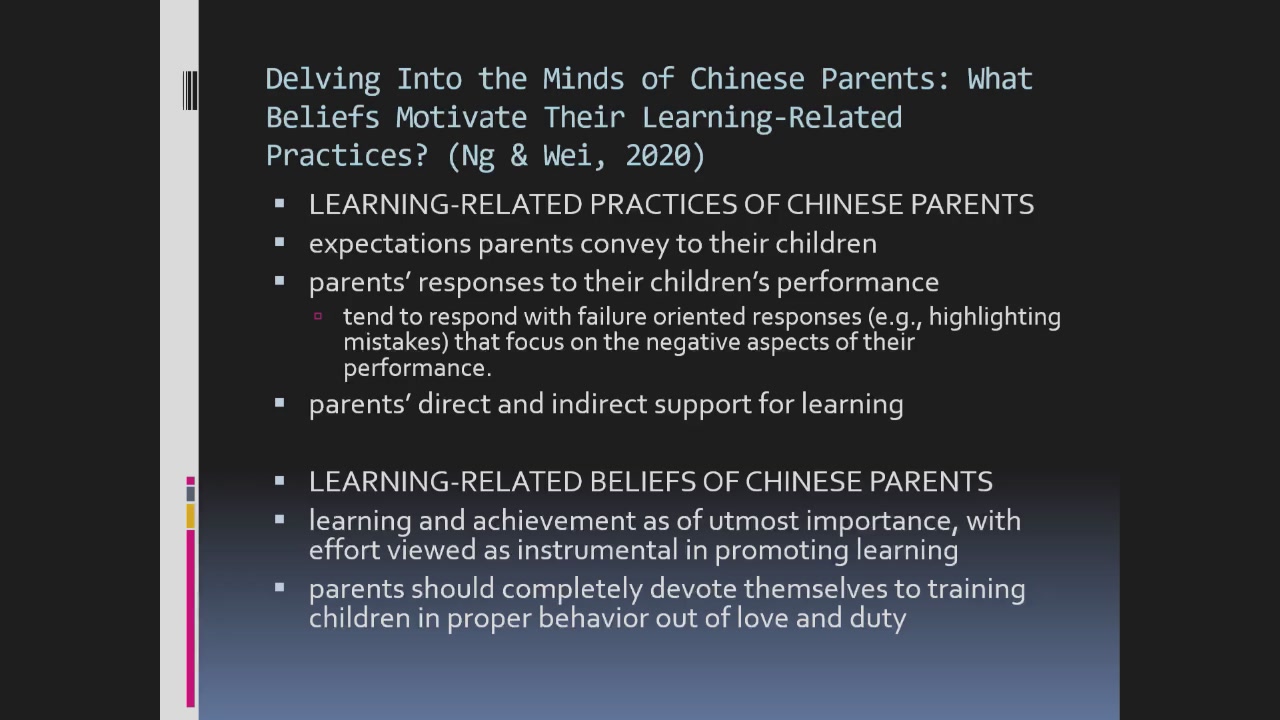 Delving Into the Minds of Chinese Parents: What
Beliefs Motivate Their Learning-Related
Practices? (Ng & Wei, 2020)
LEARNING-RELATED PRACTICES OF CHINESE PARENTS
expectations parents convey to their children
parents’ responses to their children’s performance
tend to respond with failure oriented responses (e.g., highlighting
mistakes) that focus on the negative aspects of their
performance.
parents’ direct and indirect support for learning
LEARNING-RELATED BELIEFS OF CHINESE PARENTS
learning and achievement as of utmost importance, with
effort viewed as instrumental in promoting learning
parents should completely devote themselves to training
children in proper behavior out of love and duty